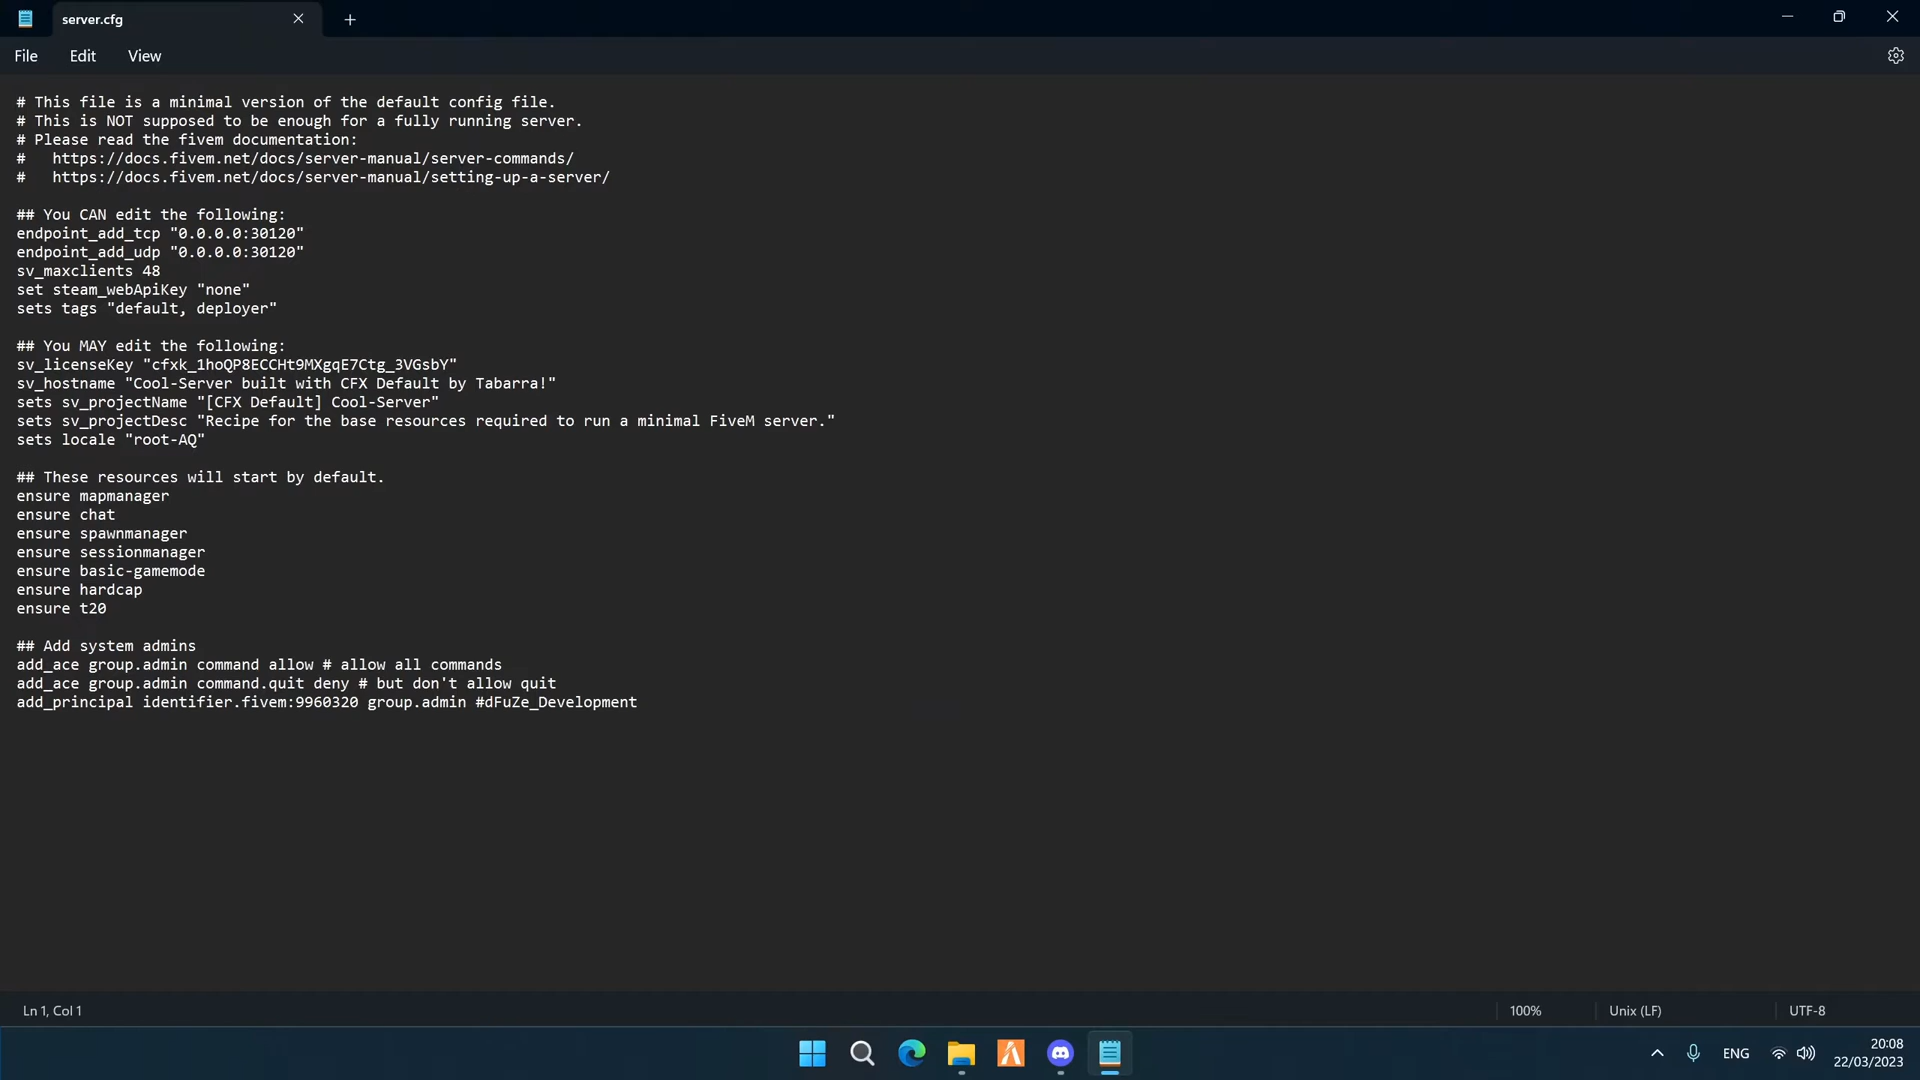 server.cfg
File Edit View
# This file is a minimal version of the default config file.
# This is NOT supposed to be enough for a fully running server.
# Please read the fivem documentation:
#   https://docs.fivem.net/docs/server-manual/server-commands/
#   https://docs.fivem.net/docs/server-manual/setting-up-a-server/
## You CAN edit the following:
endpoint_add_tcp "0.0.0.0:30120"
endpoint_add_udp "0.0.0.0:30120"
sv_maxclients 48
set steam_webApiKey "none"
sets tags "default, deployer"
## You MAY edit the following:
sv_licenseKey "cfxk_1hoQP8ECCHt9MXgqE7Ctg_3VGsbY"
sv_hostname "Cool-Server built with CFX Default by Tabarra!"
sets sv_projectName "[CFX Default] Cool-Server"
sets sv_projectDesc "Recipe for the base resources required to run a minimal FiveM server."
sets locale "root-AQ"
## These resources will start by default.
ensure mapmanager
ensure chat
ensure spawnmanager
ensure sessionmanager
ensure basic-gamemode
ensure hardcap
ensure t20
## Add system admins
add_ace group.admin command allow # allow all commands
add_ace group.admin command.quit deny # but don't allow quit
add_principal identifier.fivem:9960320 group.admin #dFuZe_Development
Ln 1, Col 1 100% Unix (LF) UTF-8
ENG 20:08
22/03/2023